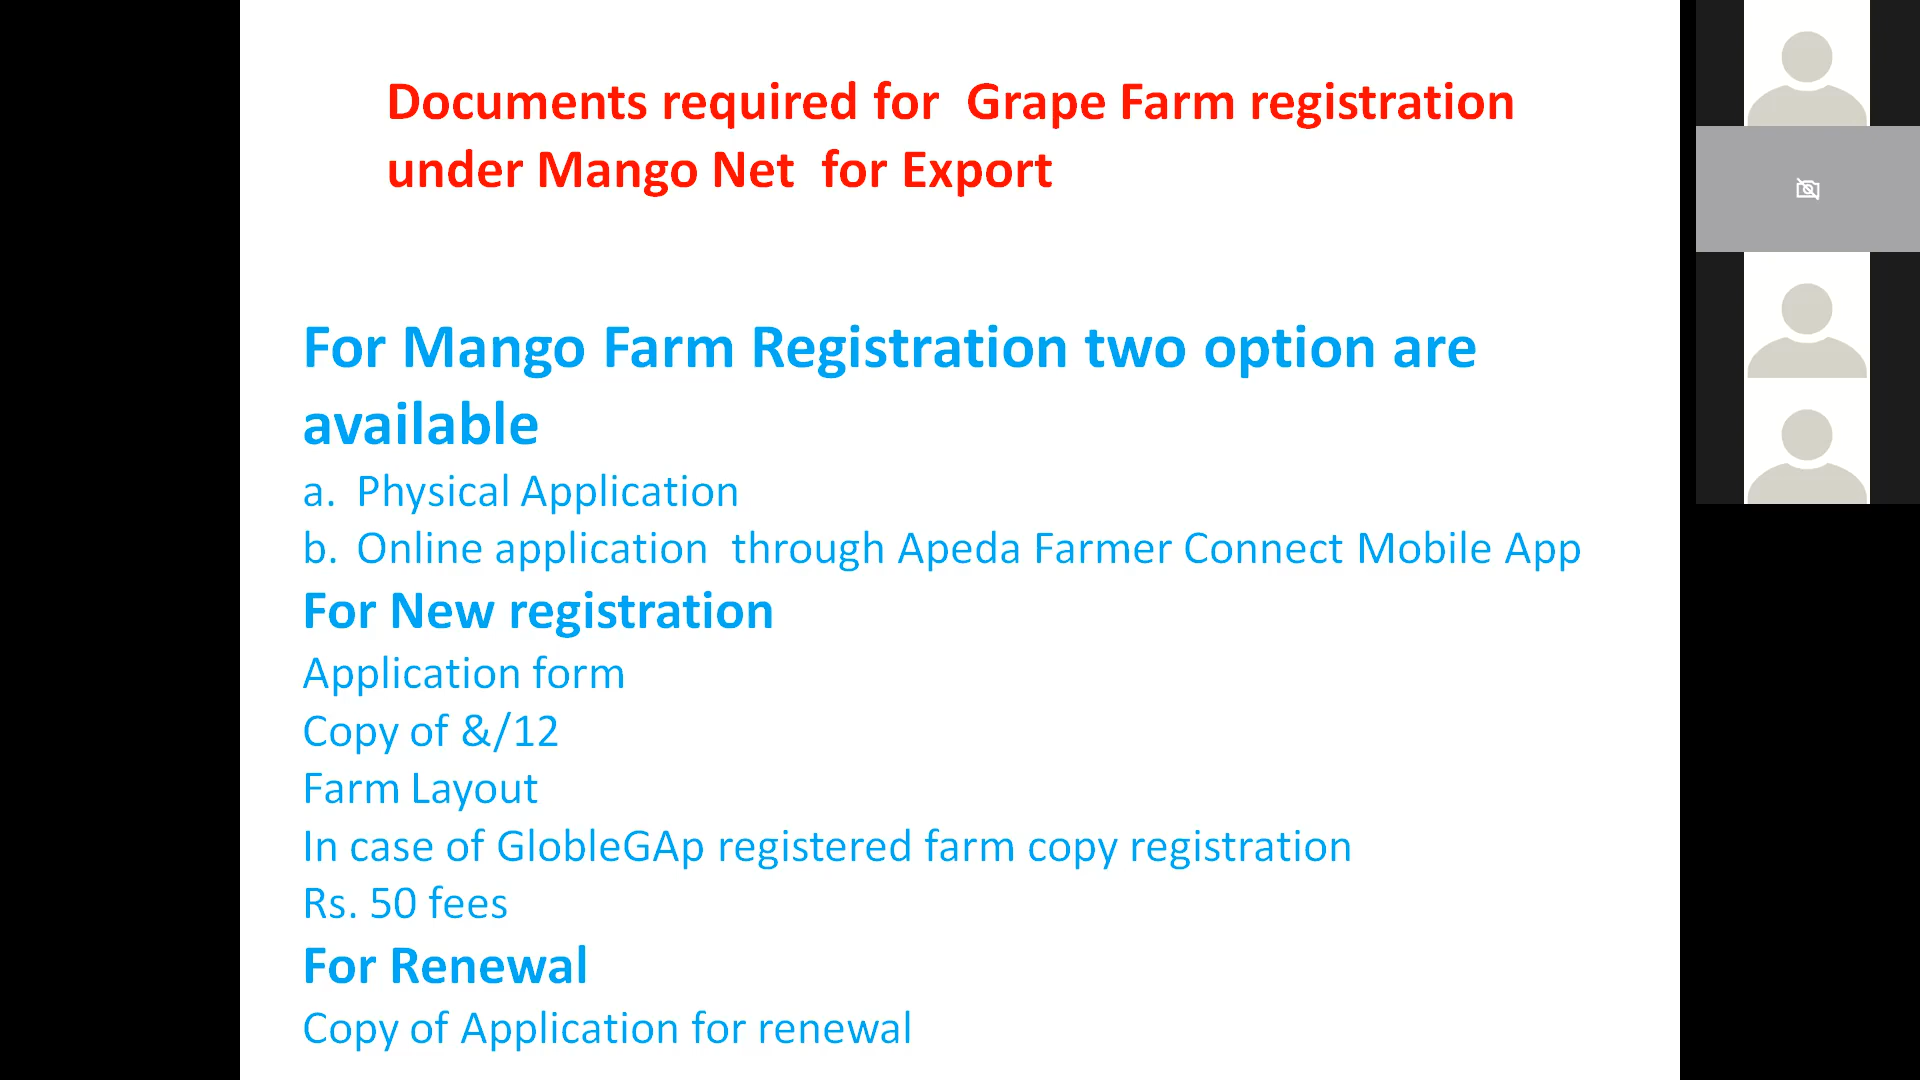 Documents required for Grape Farm registration
under Mango Net for Export
For Mango Farm Registration two option are
available
a. Physical Application
b. Online application through Apeda Farmer Connect Mobile App
For New registration
Application form
Copy of &/12
Farm Layout
In case of GlobleGAp registered farm copy registration
Rs. 50 fees
For Renewal
Copy of Application for renewal